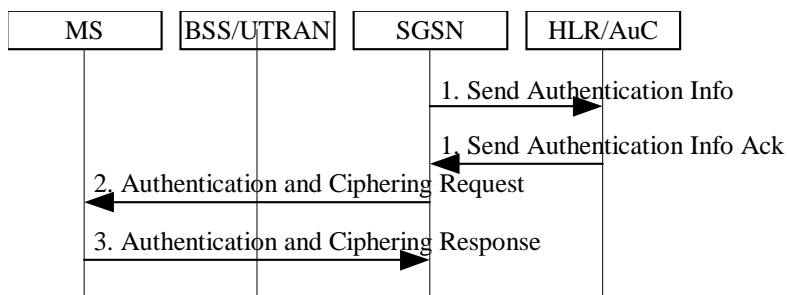 MS BSS/UTRAN SGSN HLR/AuC
1. Send Authentication Info
1. Send Authentication Info Ack
2. Authentication and Ciphering Request
3. Authentication and Ciphering Response